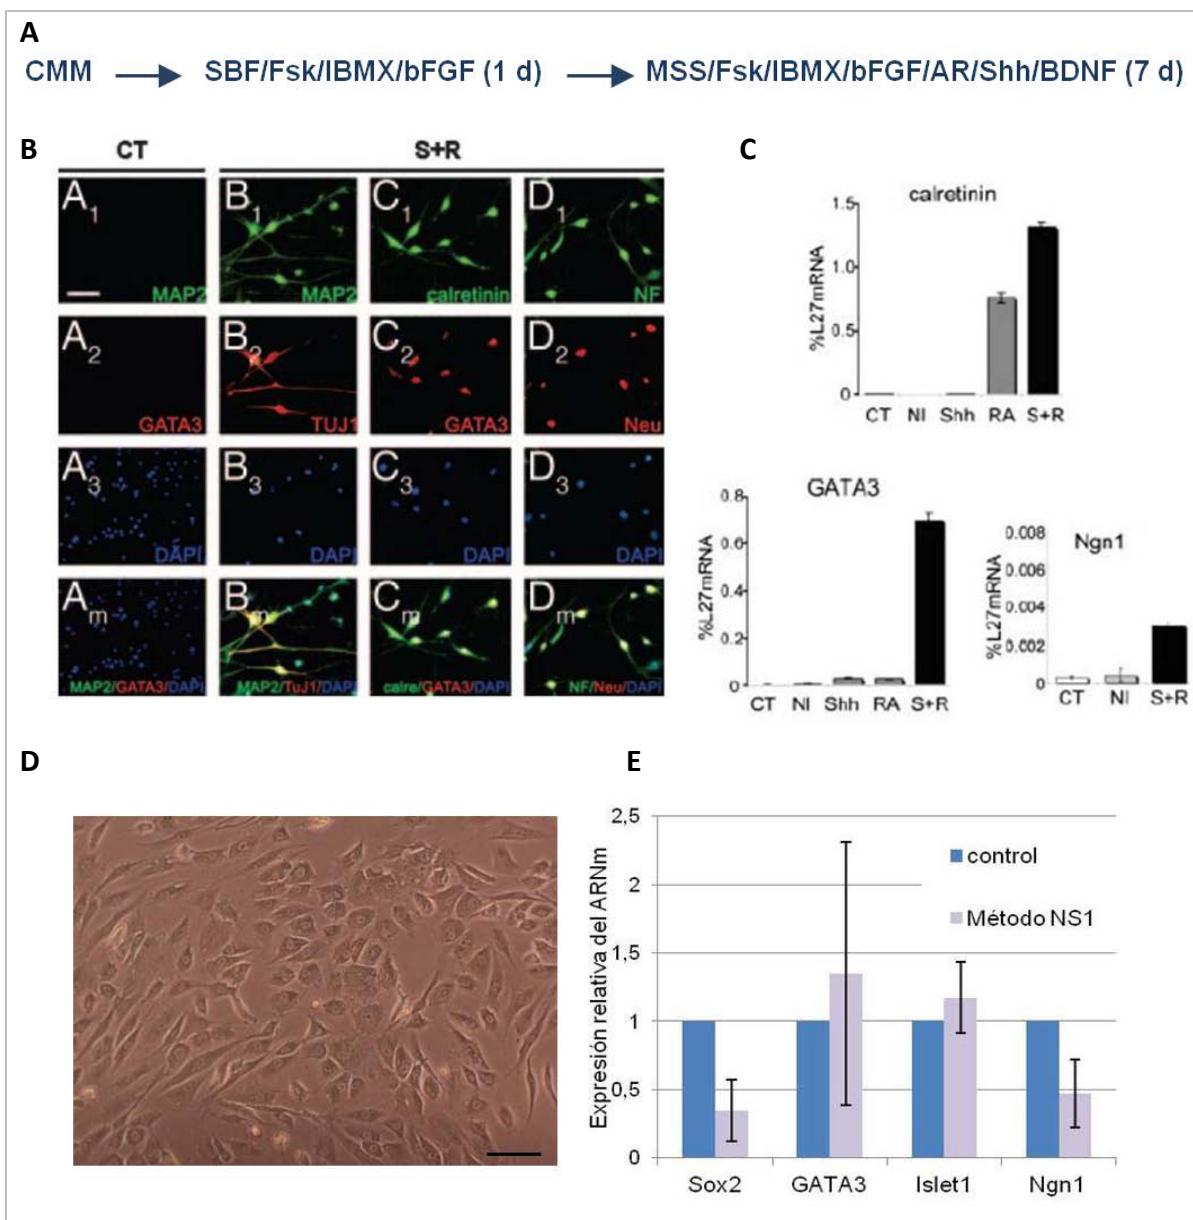 A
CMM → SBF/Fsk/IBMX/bFGF (1 d) → MSS/Fsk/IBMX/bFGF/AR/Shh/BDNF (7 d)
B
CT S+R
A1 B1 C1 D1
MAP2 MAP2 calretinin NF
A2 B2 C2 D2
GATA3 TUJ1 GATA3 Neu
A3 B3 C3 D3
DAPI DAPI DAPI DAPI
Am Bm Cm Dm
MAP2/GATA3/DAPI MAP2/TuJ1/DAPI calre/GATA3/DAPI NF/Neu/DAPI
C
calretinin
%L27mRNA
1.5
1.0
0.5
0
CT NI Shh RA S+R
GATA3
%L27mRNA
0.8
0.6
0.4
0.2
0
CT NI Shh RA S+R
Ngn1
%L27mRNA
0.008
0.006
0.004
0.002
0
CT NI S+R
D
E
Expresión relativa del ARNm
2,5
2
1,5
1
0,5
0
control
Método NS1
Sox2 GATA3 Islet1 Ngn1